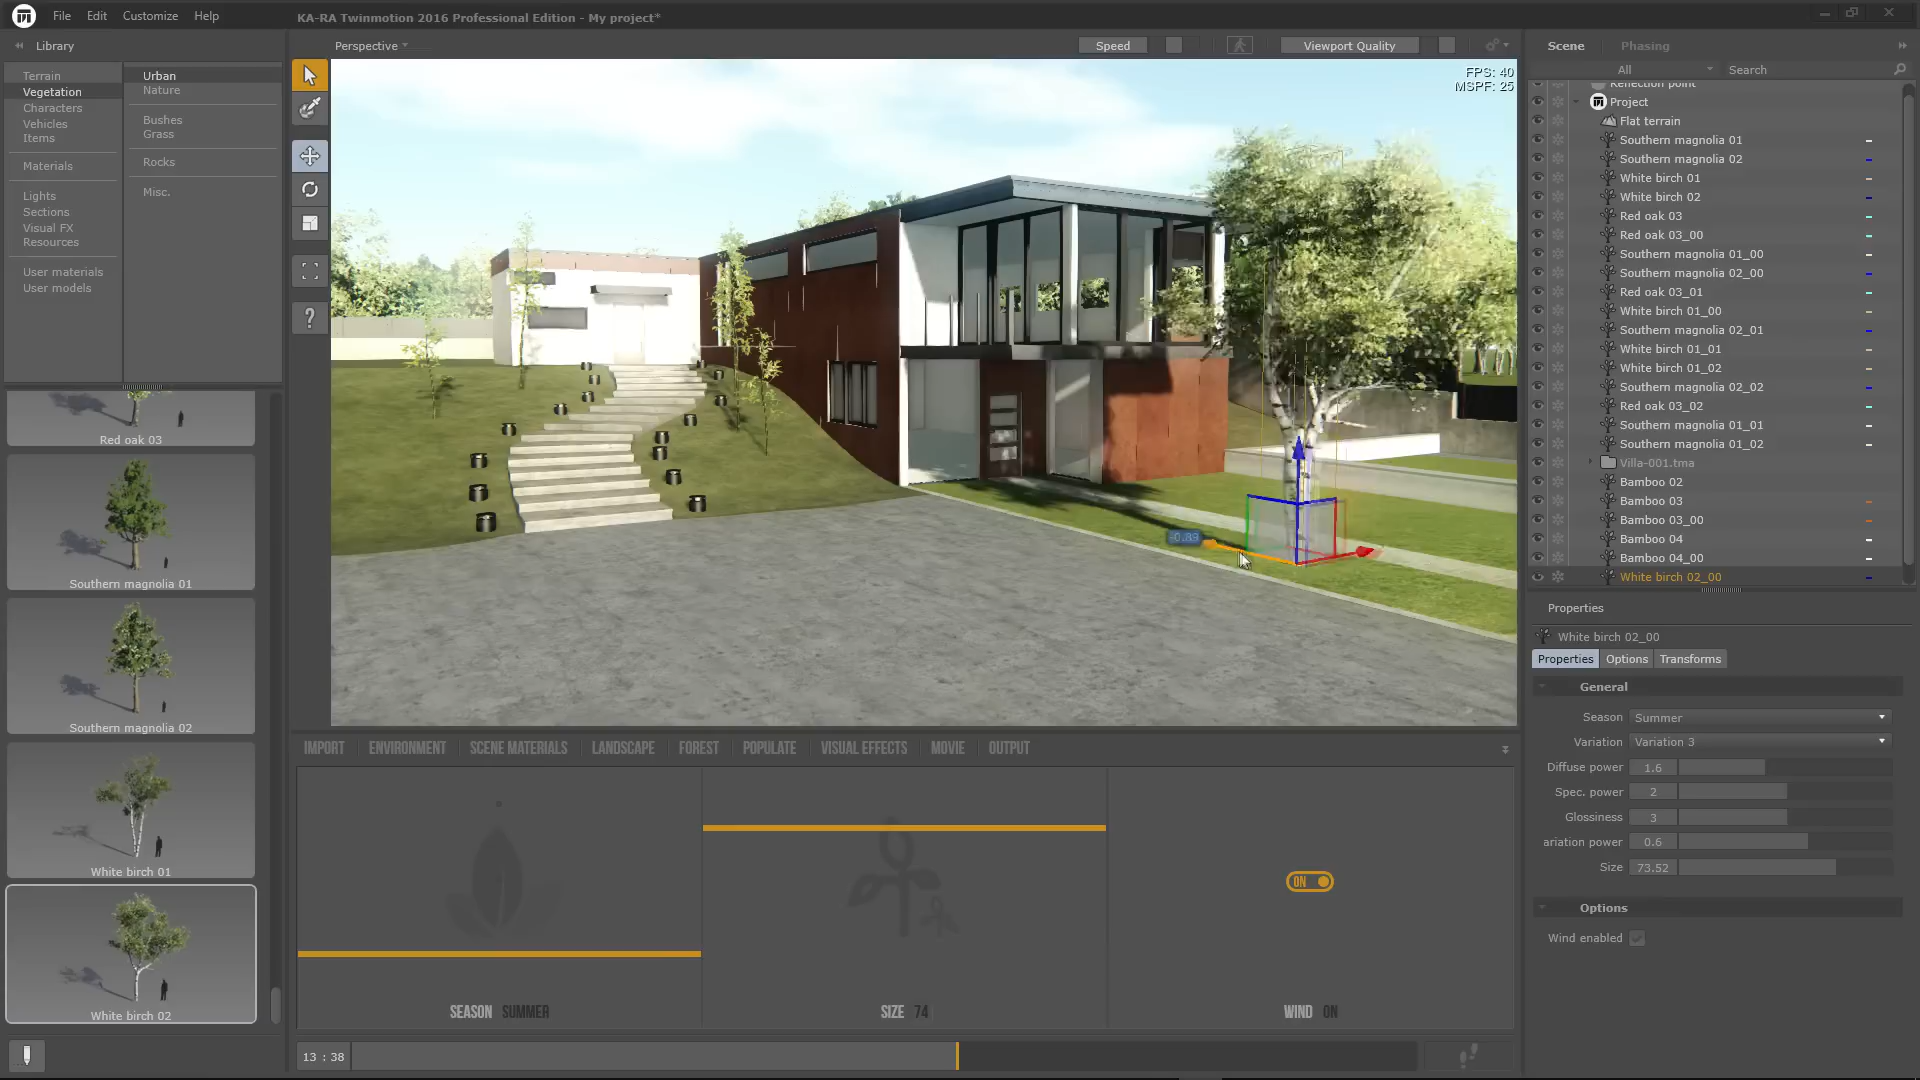 File Edit Customize Help
KA-RA Twinmotion 2016 Professional Edition - My project*
Library
Terrain
Vegetation
Characters
Vehicles
Items
Materials
Lights
Sections
Visual FX
Resources
User materials
User models
Urban
Nature
Bushes
Grass
Rocks
Misc.
Red oak 03
Southern magnolia 01
Southern magnolia 02
White birch 01
White birch 02
Perspective
Speed
Viewport Quality
FPS: 40
MSPF: 25
-0.89
IMPORT ENVIRONMENT SCENE MATERIALS LANDSCAPE FOREST POPULATE VISUAL EFFECTS MOVIE OUTPUT
ON
SEASON SUMMER
SIZE 74
WIND ON
13 : 38
Scene Phasing
All Search
Reflection point
Project
Flat terrain
Southern magnolia 01
Southern magnolia 02
White birch 01
White birch 02
Red oak 03
Red oak 03_00
Southern magnolia 01_00
Southern magnolia 02_00
Red oak 03_01
White birch 01_00
Southern magnolia 02_01
White birch 01_01
White birch 01_02
Southern magnolia 02_02
Red oak 03_02
Southern magnolia 01_01
Southern magnolia 01_02
Villa-001.tma
Bamboo 02
Bamboo 03
Bamboo 03_00
Bamboo 04
Bamboo 04_00
White birch 02_00
Properties
White birch 02_00
Properties Options Transforms
General
Season Summer
Variation Variation 3
Diffuse power 1.6
Spec. power 2
Glossiness 3
ariation power 0.6
Size 73.52
Options
Wind enabled